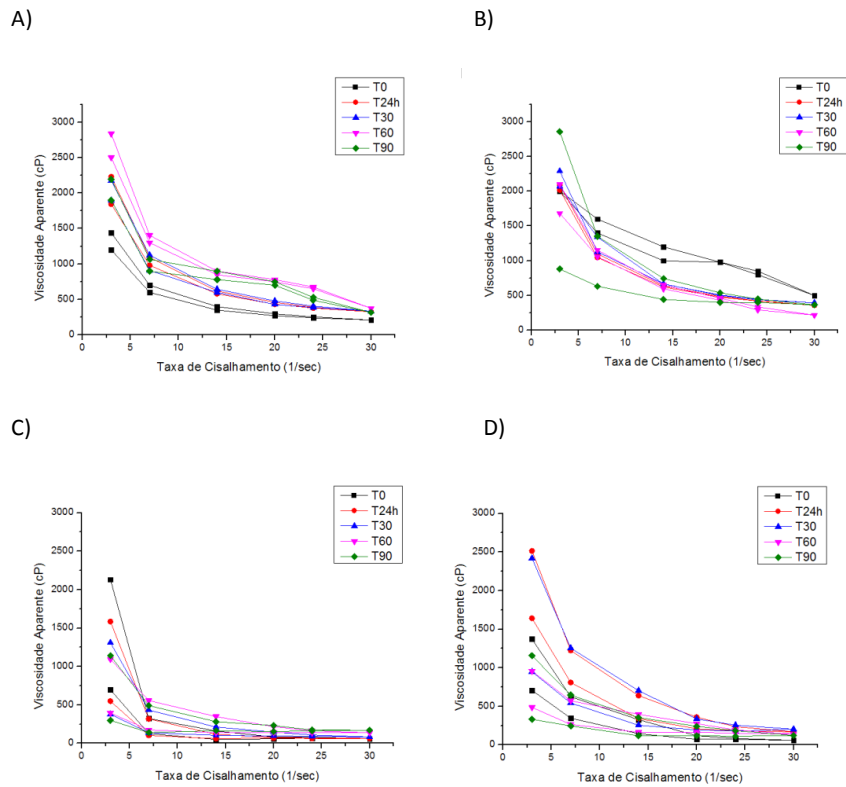 A)
B)
T0
T24h
T30
T60
T90
Viscosidade Aparente (cP)
3000
2500
2000
1500
1000
500
0
0 5 10 15 20 25 30
Taxa de Cisalhamento (1/sec)
T0
T24h
T30
T60
T90
Viscosidade Aparente (cP)
3000
2500
2000
1500
1000
500
0
0 5 10 15 20 25 30
Taxa de Cisalhamento (1/sec)
C)
D)
T0
T24h
T30
T60
T90
Viscosidade Aparente (cP)
3000
2500
2000
1500
1000
500
0
0 5 10 15 20 25 30
Taxa de Cisalhamento (1/sec)
T0
T24h
T30
T60
T90
Viscosidade Aparente (cP)
3000
2500
2000
1500
1000
500
0
0 5 10 15 20 25 30
Taxa de Cisalhamento (1/sec)